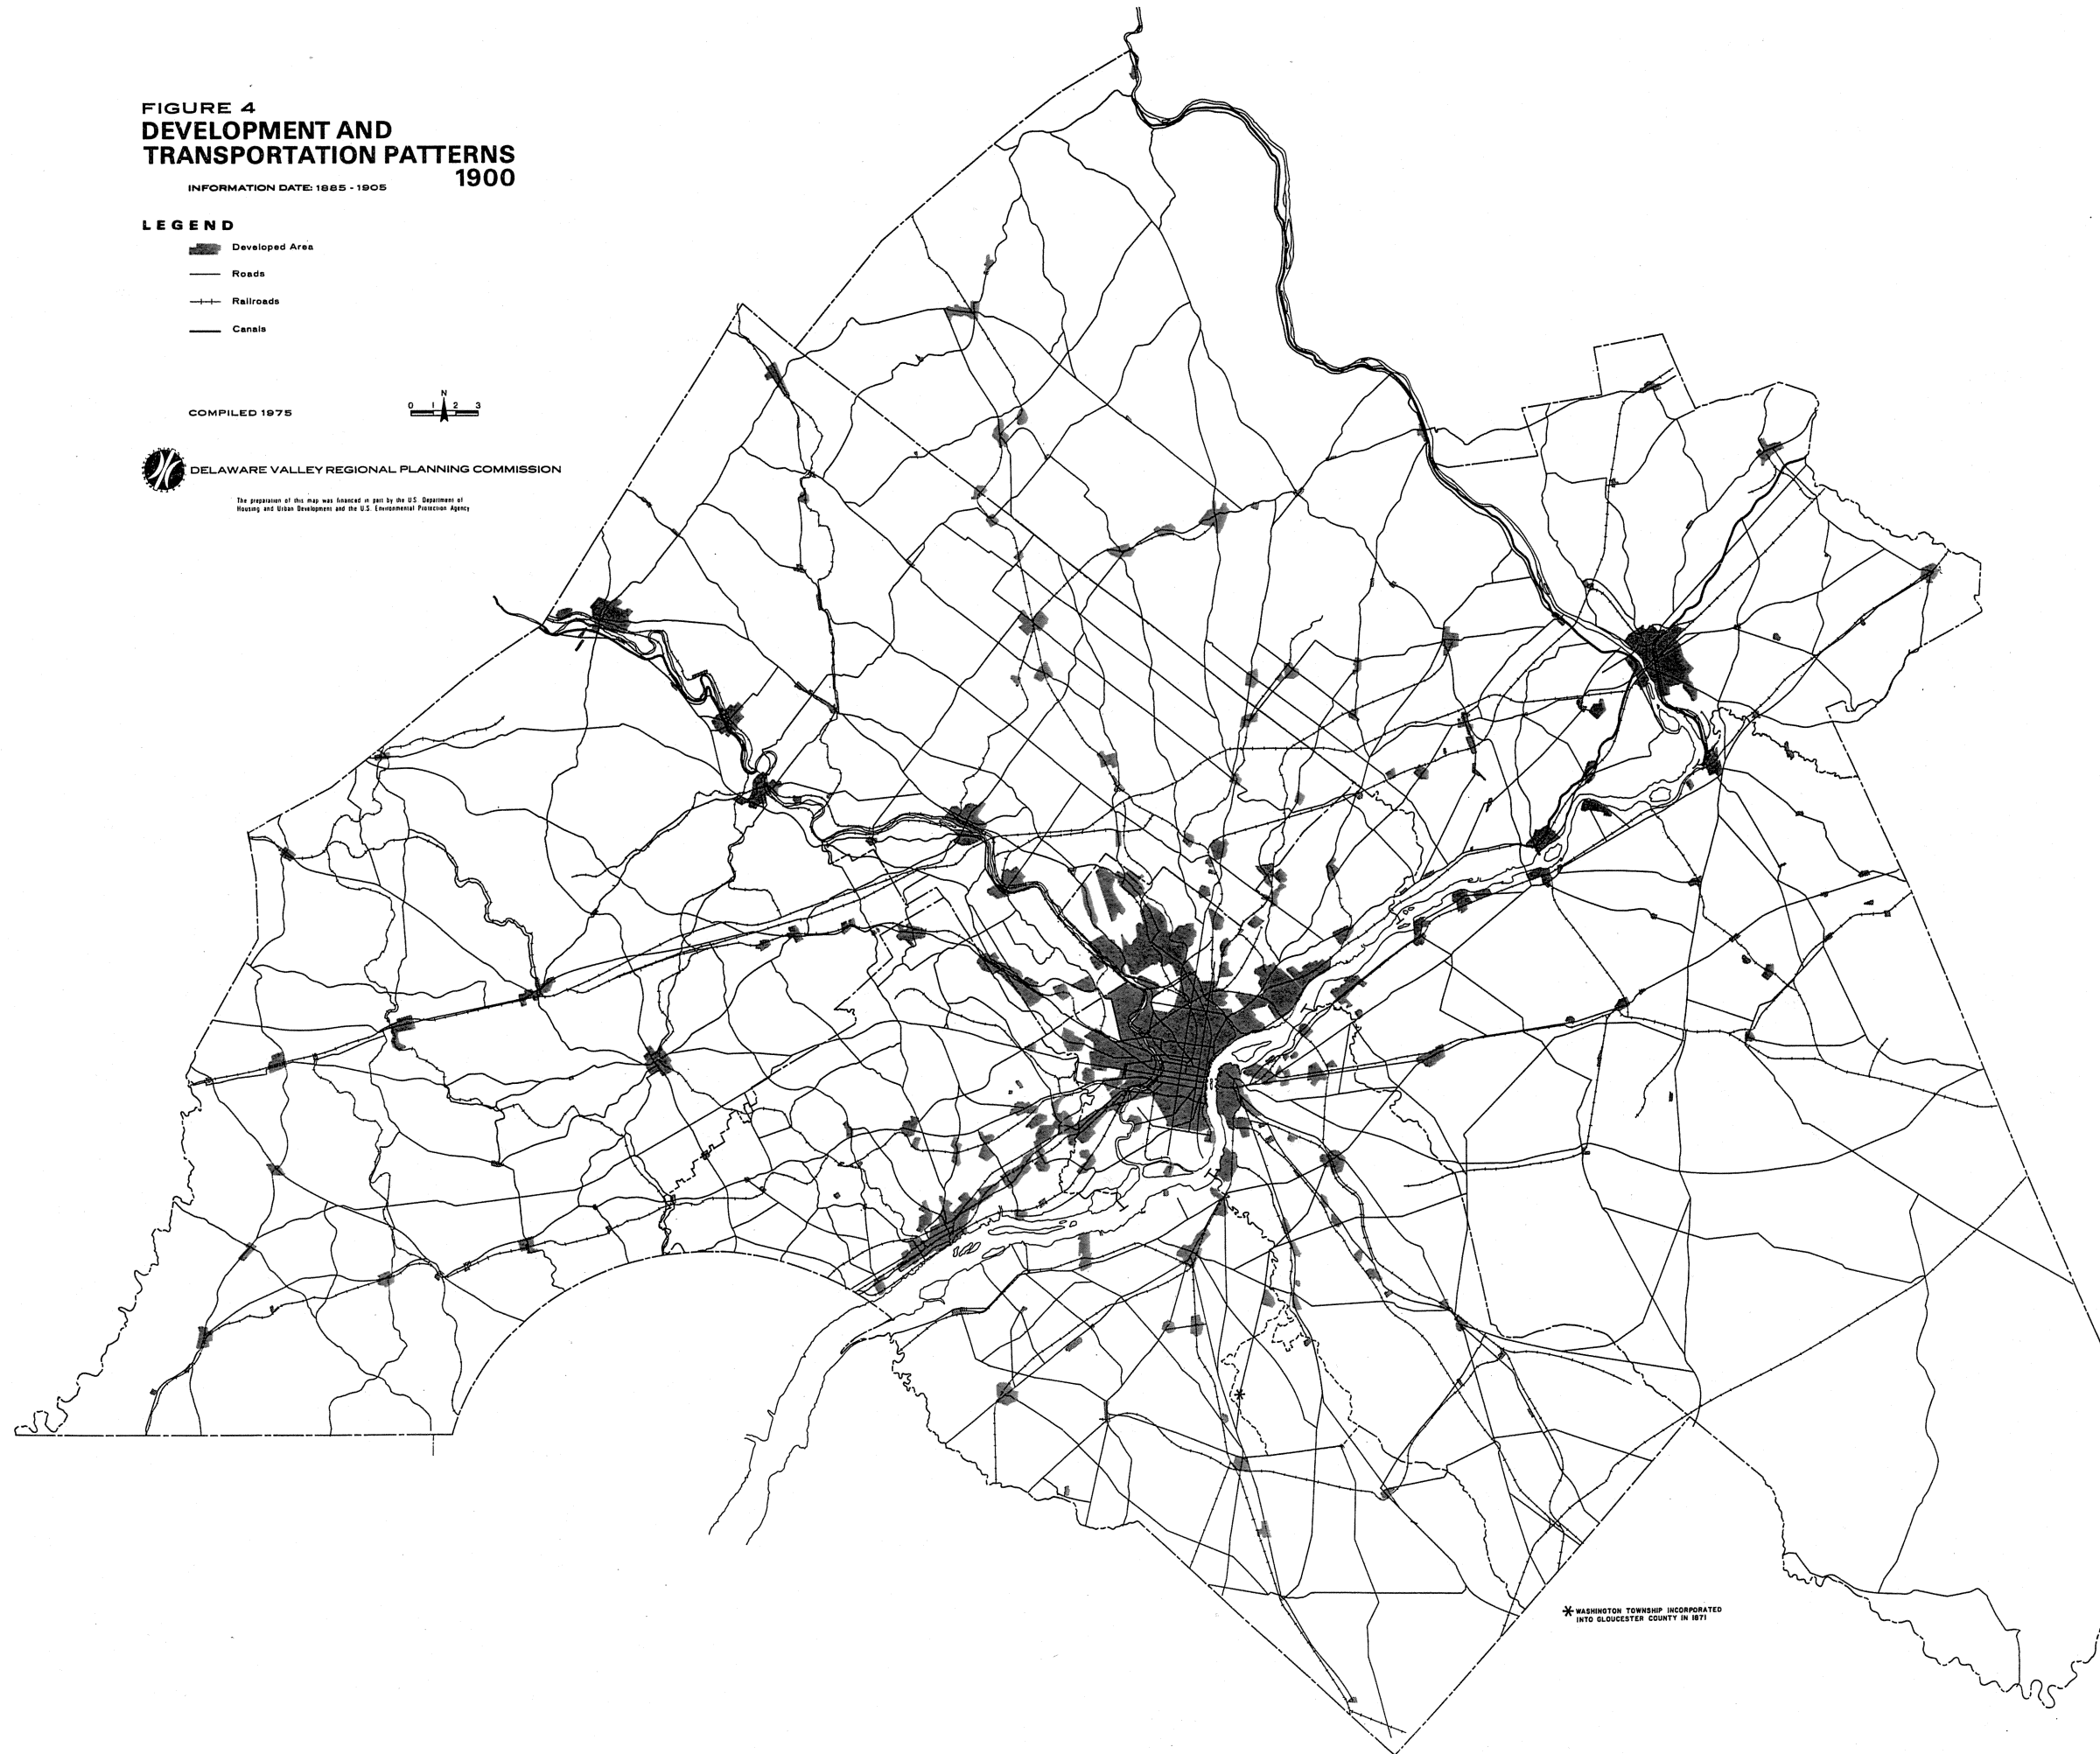 FIGURE 4
DEVELOPMENT AND
TRANSPORTATION PATTERNS
1900
INFORMATION DATE: 1885 - 1905
LEGEND
Developed Area
Roads
Railroads
Canals
COMPILED 1975
N
0 1 2 3
DELAWARE VALLEY REGIONAL PLANNING COMMISSION
The preparation of this map was financed in part by the U.S. Department of
Housing and Urban Development and the U.S. Environmental Protection Agency
* WASHINGTON TOWNSHIP INCORPORATED
INTO GLOUCESTER COUNTY IN 1871